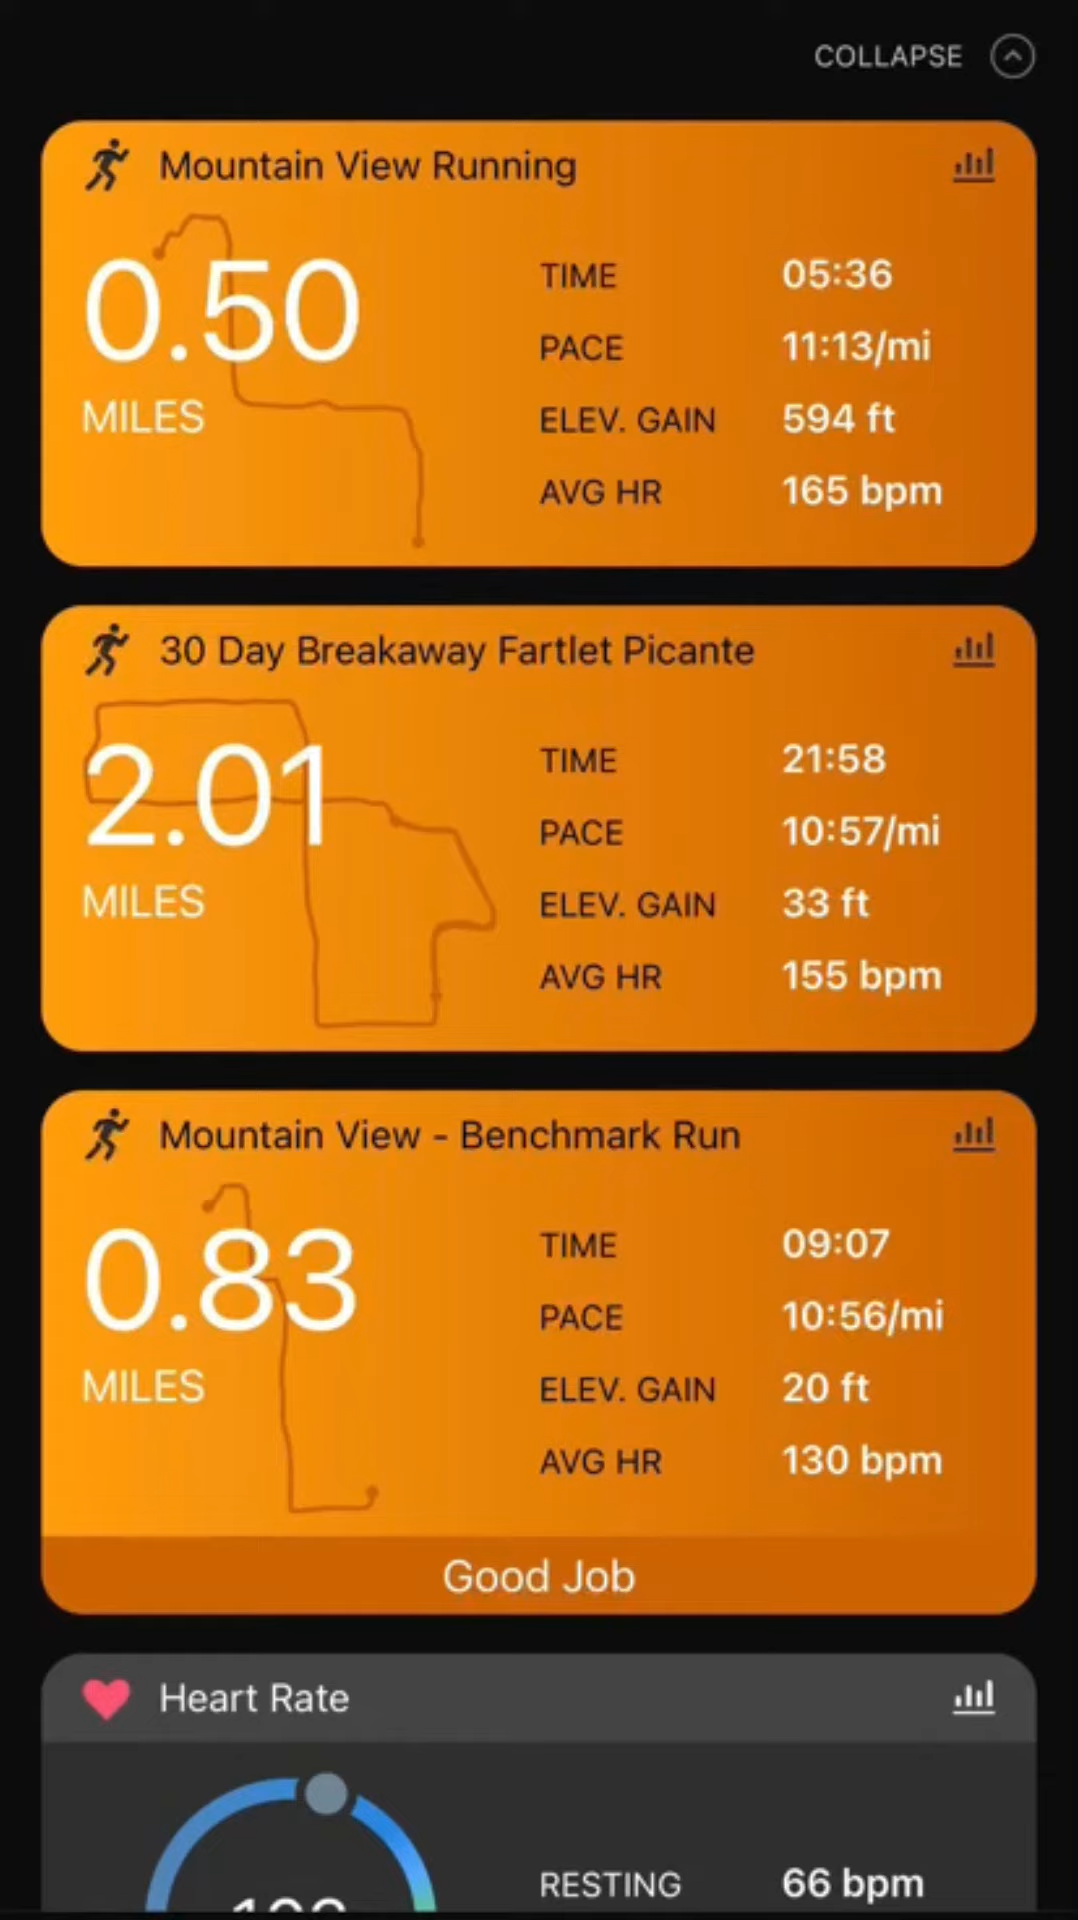 COLLAPSE
Mountain View Running
0.50
MILES
TIME 05:36
PACE 11:13/mi
ELEV. GAIN 594 ft
AVG HR 165 bpm
30 Day Breakaway Fartlet Picante
2.01
MILES
TIME 21:58
PACE 10:57/mi
ELEV. GAIN 33 ft
AVG HR 155 bpm
Mountain View - Benchmark Run
0.83
MILES
TIME 09:07
PACE 10:56/mi
ELEV. GAIN 20 ft
AVG HR 130 bpm
Good Job
Heart Rate
RESTING 66 bpm